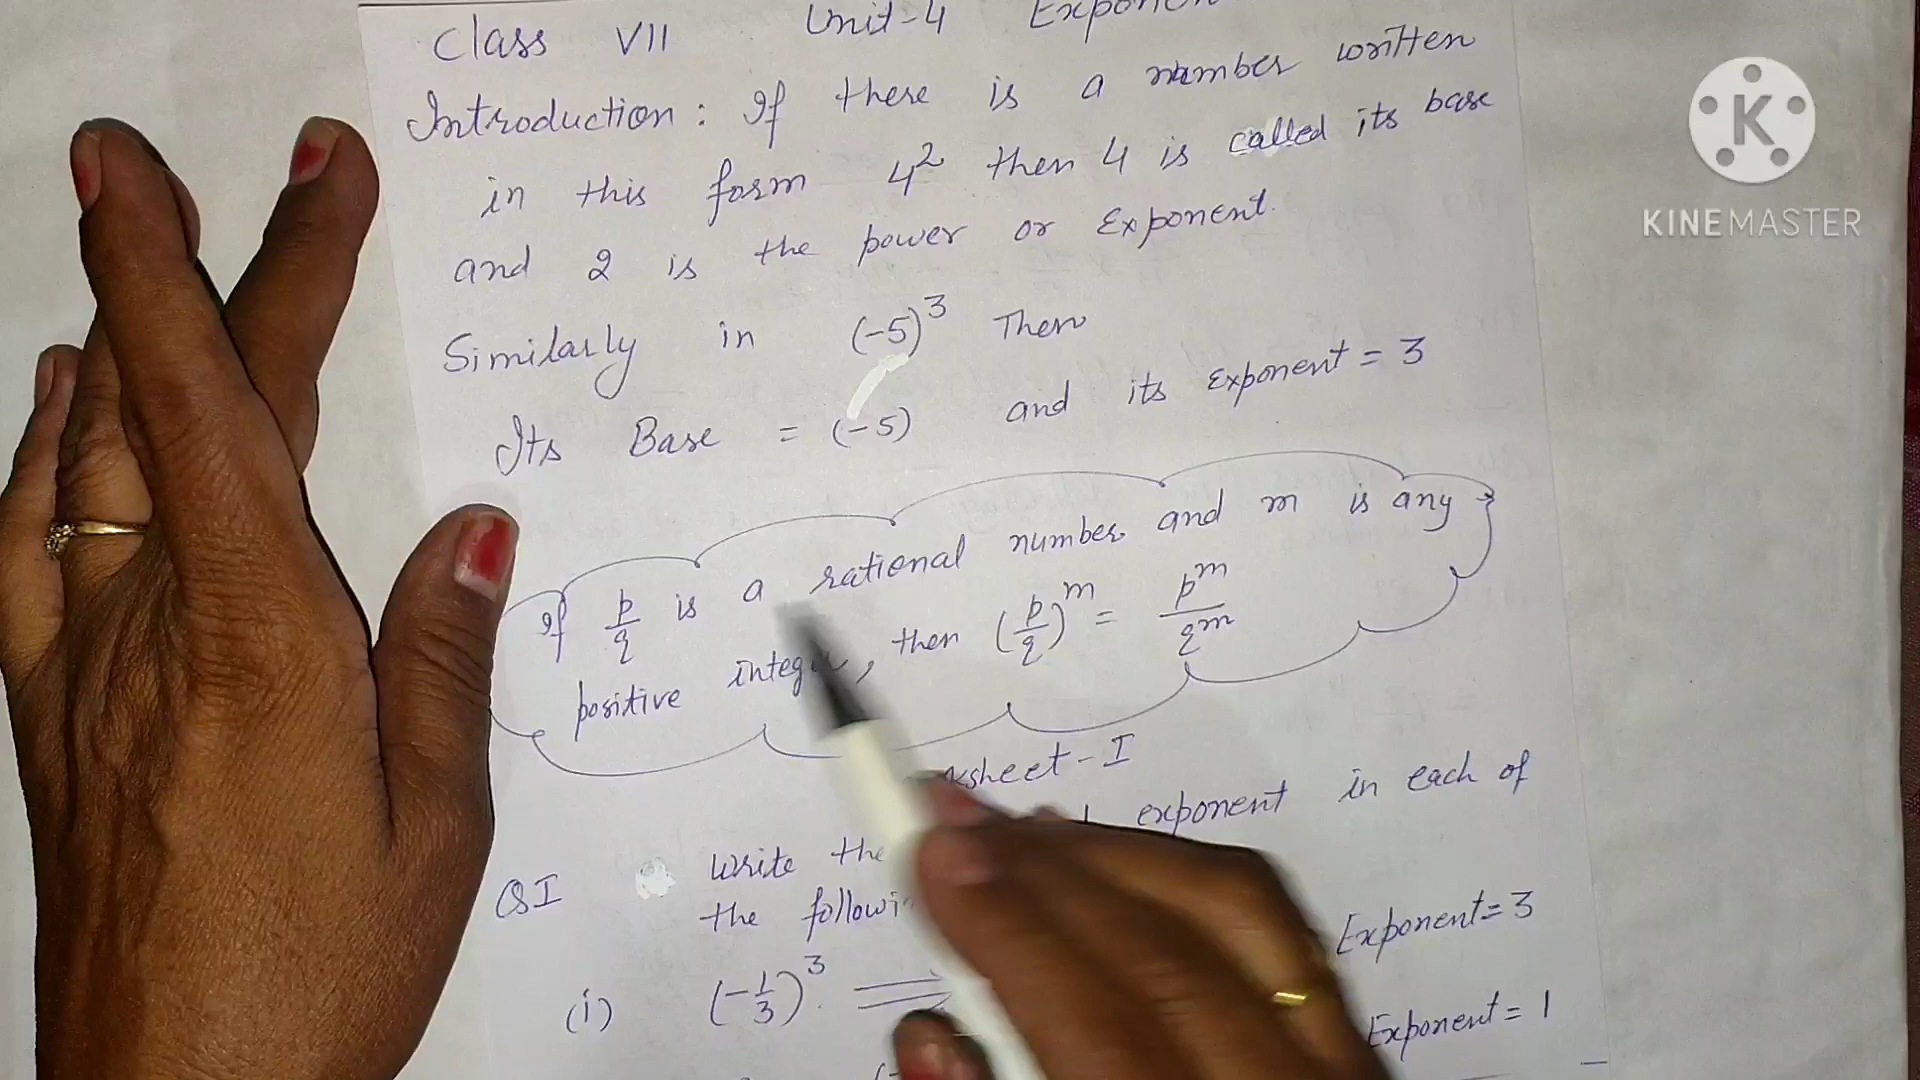 Class VII Unit-4
Introduction: If there is a number written
in this form 4² then 4 is called its base
and 2 is the power or Exponent.
Similarly in (-5)³ Then
Its Base = (-5) and its exponent = 3
If p/q is a rational number and m is any
positive integer, then (p/q)^m = p^m/q^m
Write the exponent in each of
QI
the
(i) (-1/3)³ Exponent = 3
Exponent = 1
K
KINEMASTER